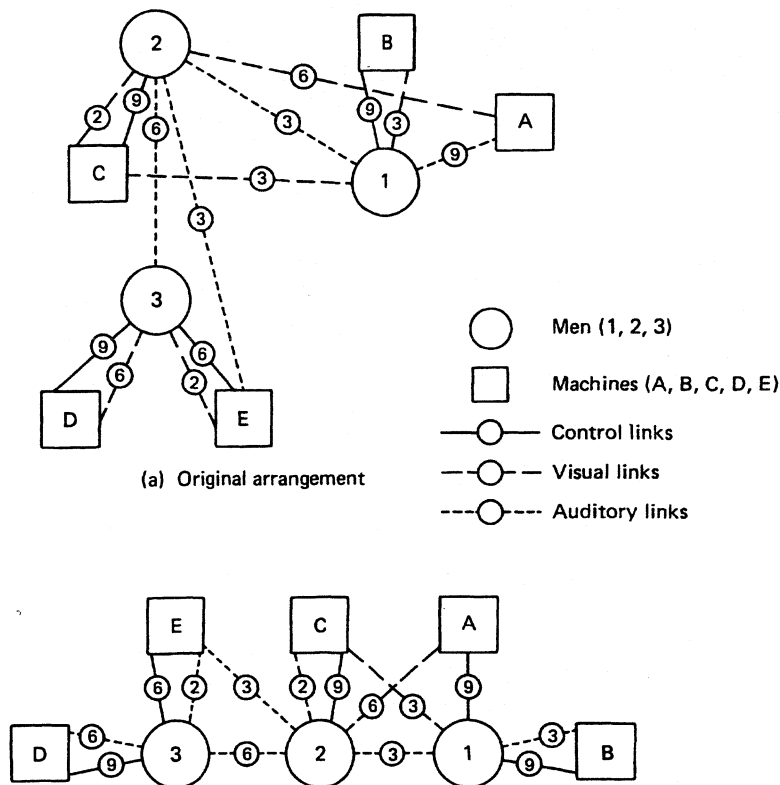 2
B
6
9
3
A
2
9
6
3
9
C
3
1
3
3
9
6
6
2
D
E
Men (1, 2, 3)
Machines (A, B, C, D, E)
Control links
Visual links
Auditory links
(a) Original arrangement
E
C
A
6
2
3
2
9
6
3
9
D
6
9
3
6
2
3
1
3
9
B